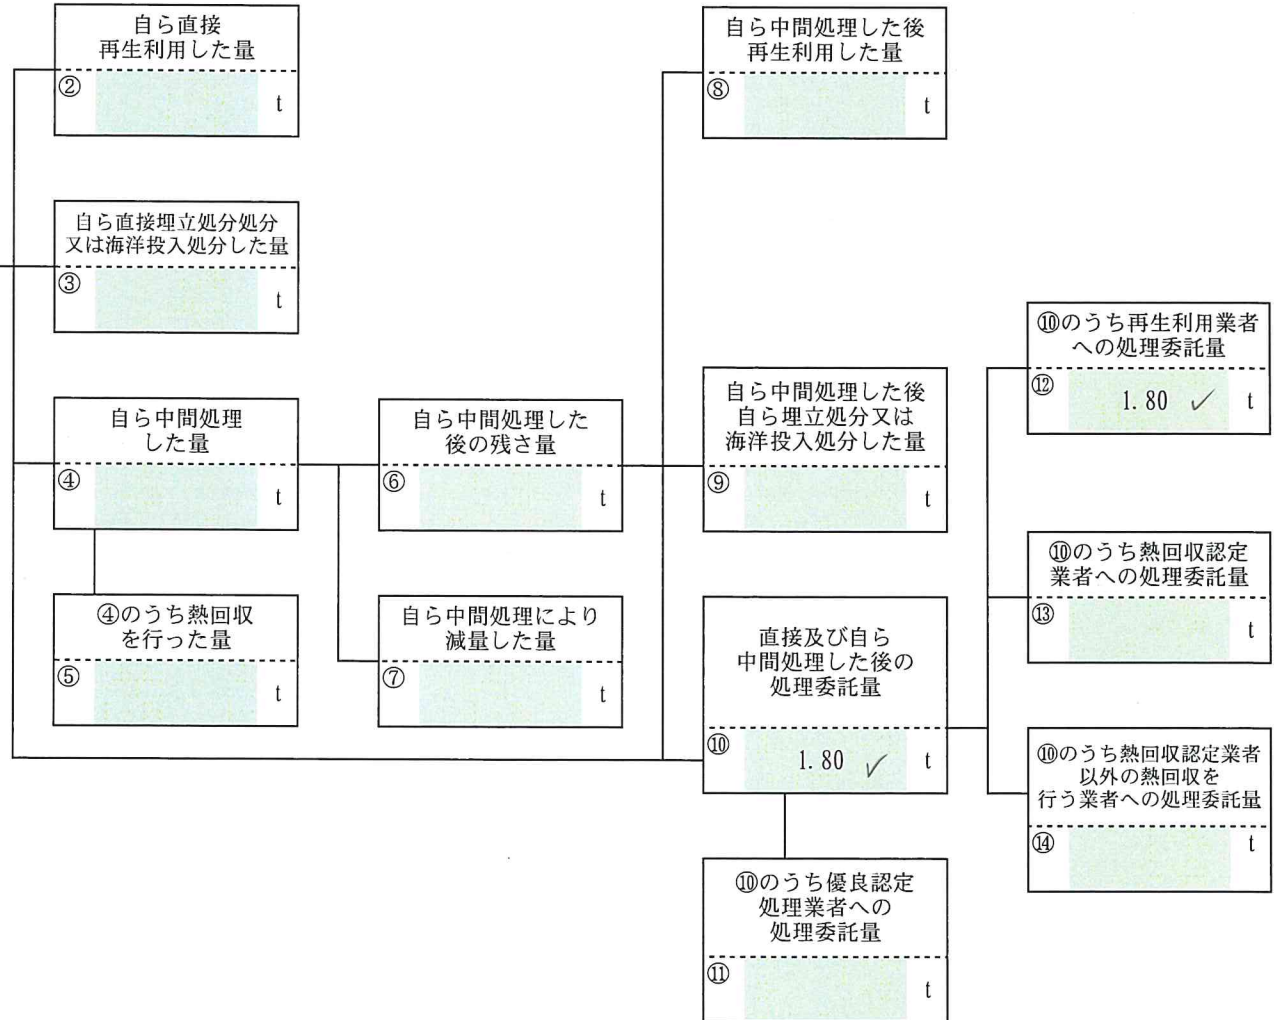 自ら直接
再生利用した量
② t
自ら直接埋立処分処分
又は海洋投入処分した量
③ t
自ら中間処理
した量
④ t
④のうち熱回収
を行った量
⑤ t
自ら中間処理した
後の残さ量
⑥ t
自ら中間処理により
減量した量
⑦ t
自ら中間処理した後
再生利用した量
⑧ t
自ら中間処理した後
自ら埋立処分又は
海洋投入処分した量
⑨ t
直接及び自ら
中間処理した後の
処理委託量
⑩ 1.80 ✓ t
⑩のうち優良認定
処理業者への
処理委託量
⑪ t
⑩のうち再生利用業者
への処理委託量
⑫ 1.80 ✓ t
⑩のうち熱回収認定
業者への処理委託量
⑬ t
⑩のうち熱回収認定業者
以外の熱回収を
行う業者への処理委託量
⑭ t